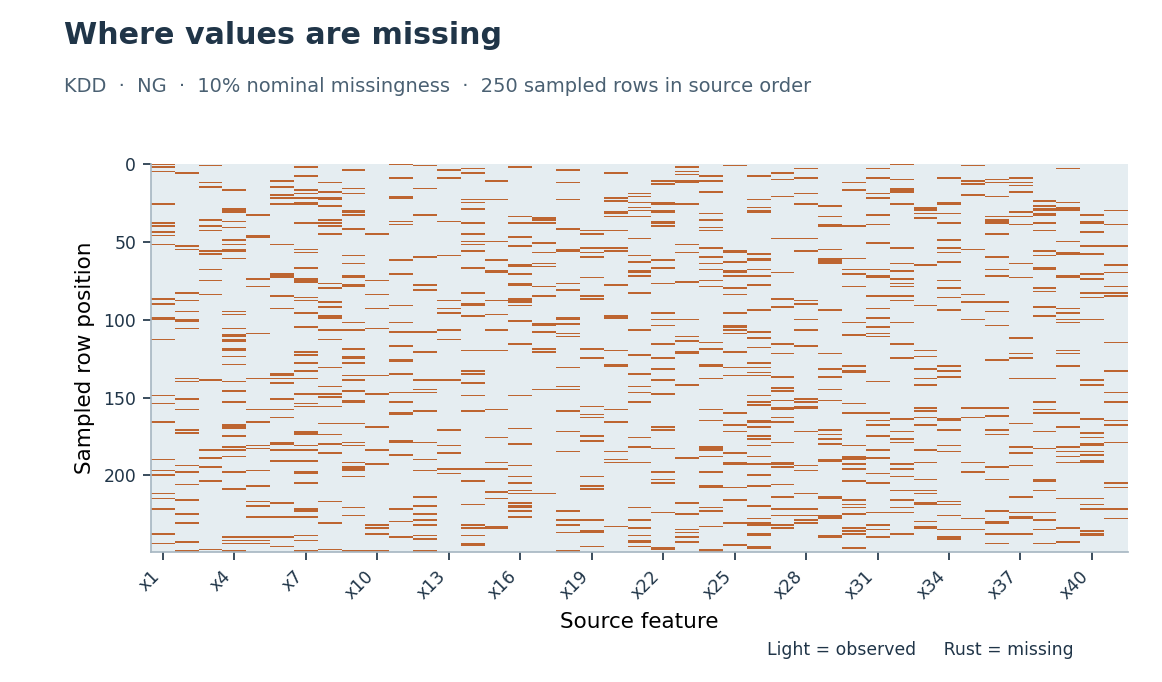 Where values are missing
KDD · NG · 10% nominal missingness · 250 sampled rows in source order
0
50
100
150
200
Sampled row position
x1 x4 x7 x10 x13 x16 x19 x22 x25 x28 x31 x34 x37 x40
Source feature
Light = observed Rust = missing